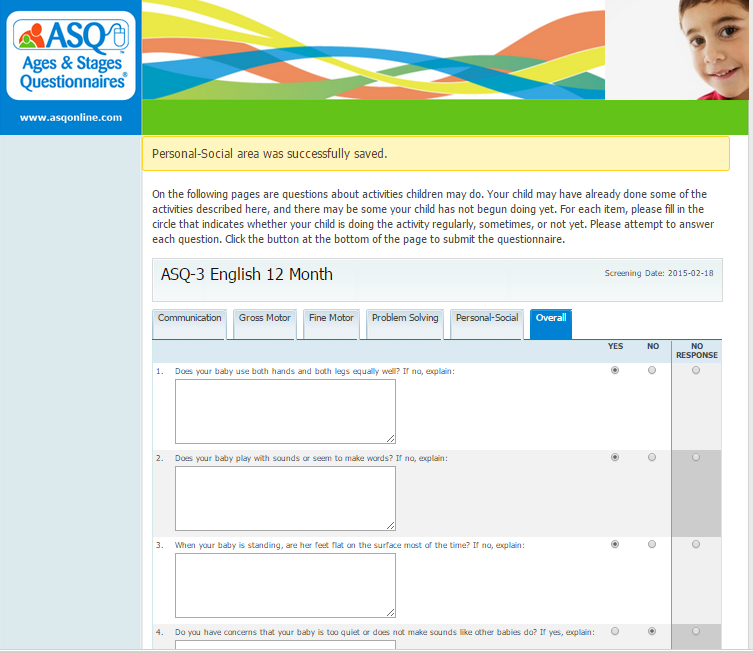 ASQ
TM
Ages & Stages
Questionnaires®
www.asqonline.com
Personal-Social area was successfully saved.
On the following pages are questions about activities children may do. Your child may have already done some of the
activities described here, and there may be some your child has not begun doing yet. For each item, please fill in the
circle that indicates whether your child is doing the activity regularly, sometimes, or not yet. Please attempt to answer
each question. Click the button at the bottom of the page to submit the questionnaire.
ASQ-3 English 12 Month
Screening Date: 2015-02-18
Communication Gross Motor Fine Motor Problem Solving Personal-Social Overall
YES NO NO RESPONSE
1. Does your baby use both hands and both legs equally well? If no, explain:
2. Does your baby play with sounds or seem to make words? If no, explain:
3. When your baby is standing, are her feet flat on the surface most of the time? If no, explain:
4. Do you have concerns that your baby is too quiet or does not make sounds like other babies do? If yes, explain: